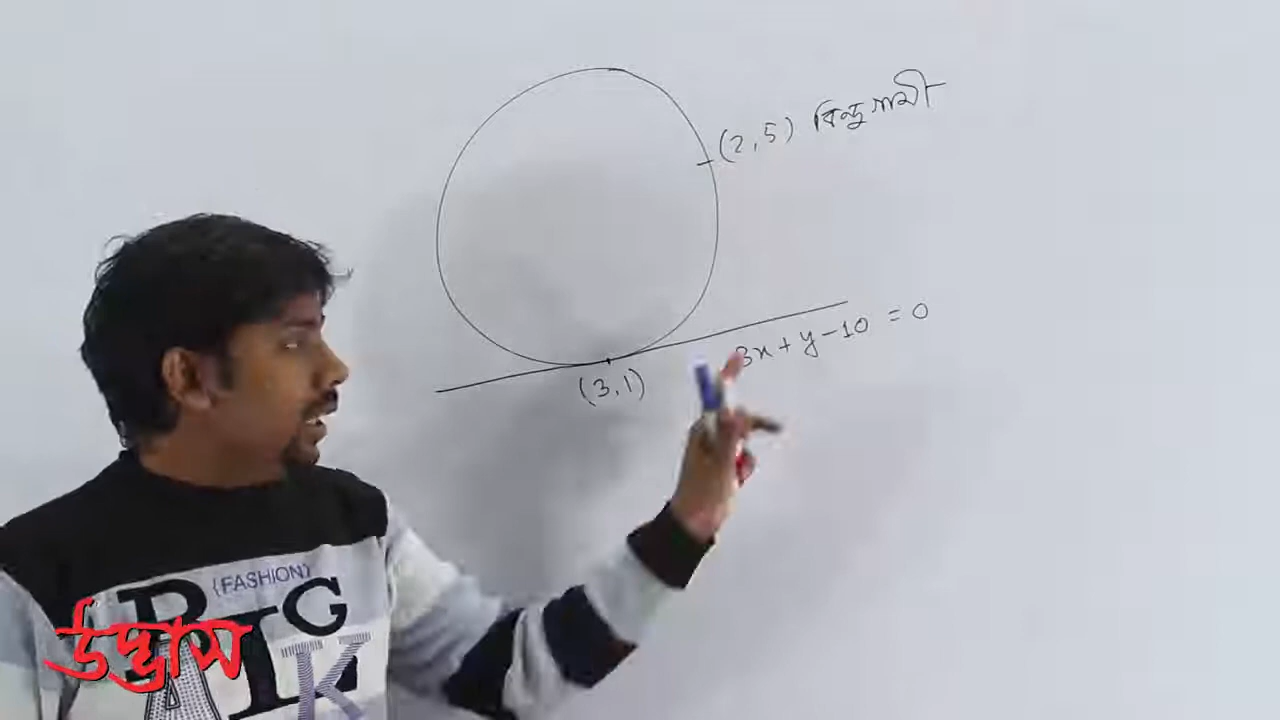 (2,5) বিন্দুগামী
3x + y - 10 = 0
(3,1)
{FASHION}
BIG
উদ্ভাস